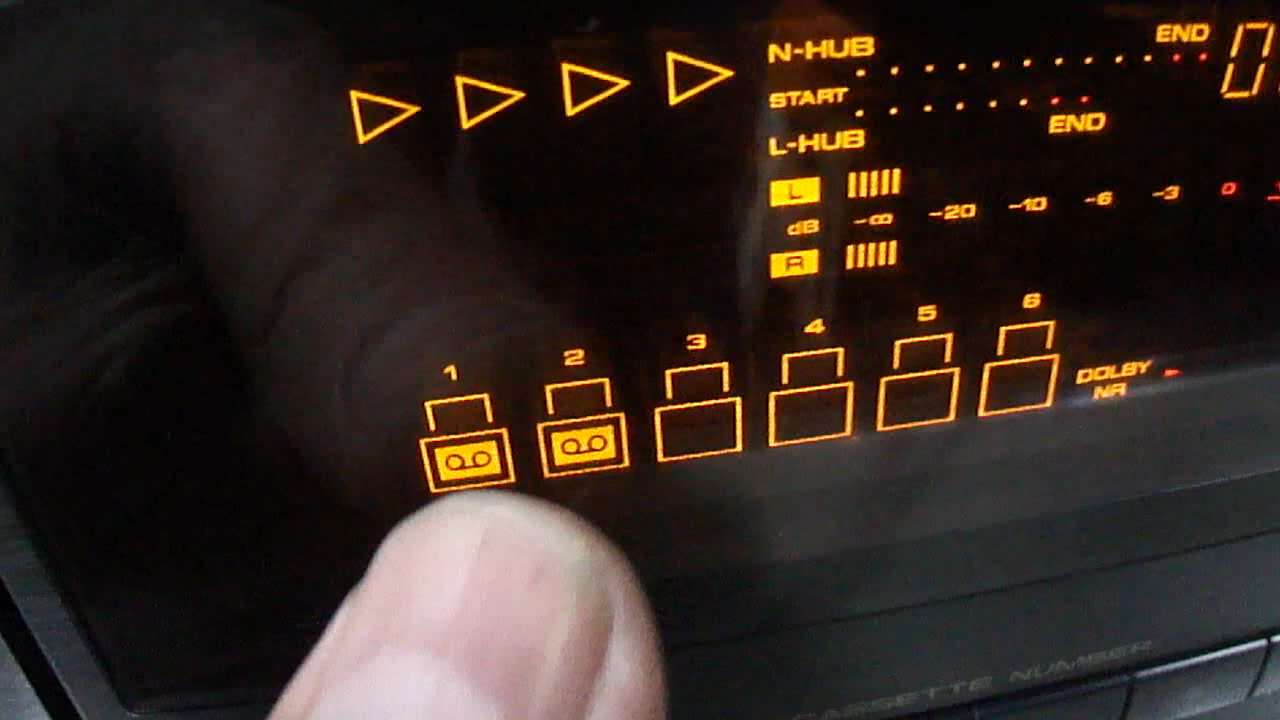 END
N-HUB
0
START
END
L-HUB
L
dB -∞ -20 -10 -6 -3 0
R
1 2 3 4 5 6
DOLBY
NR
CASSETTE NUMBER